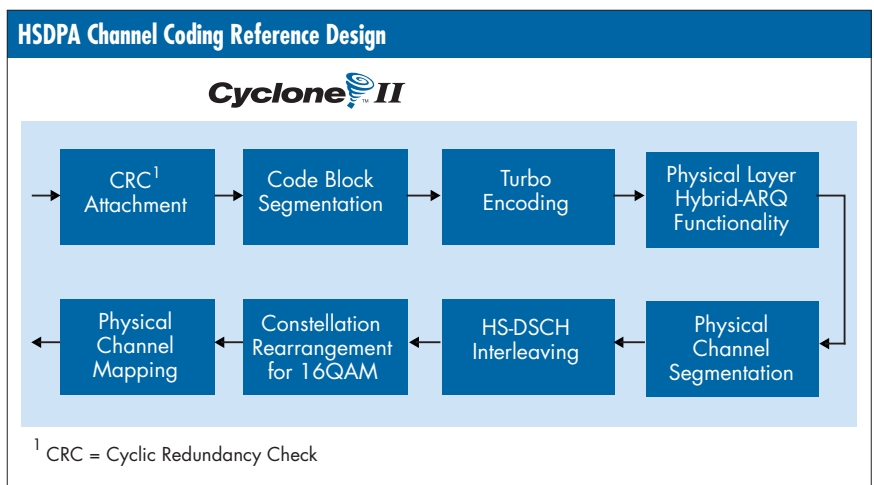 HSDPA Channel Coding Reference Design
Cyclone™ II
CRC¹
Attachment
Code Block
Segmentation
Turbo
Encoding
Physical Layer
Hybrid-ARQ
Functionality
Physical
Channel
Mapping
Constellation
Rearrangement
for 16QAM
HS-DSCH
Interleaving
Physical
Channel
Segmentation
¹ CRC = Cyclic Redundancy Check